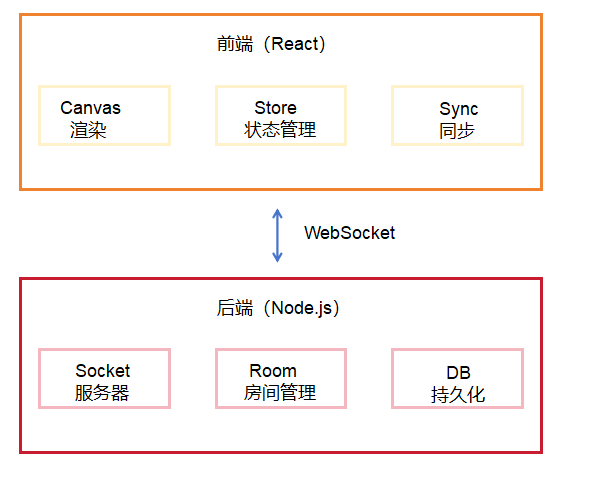 前端（React）
Canvas
渲染
Store
状态管理
Sync
同步
WebSocket
后端（Node.js）
Socket
服务器
Room
房间管理
DB
持久化